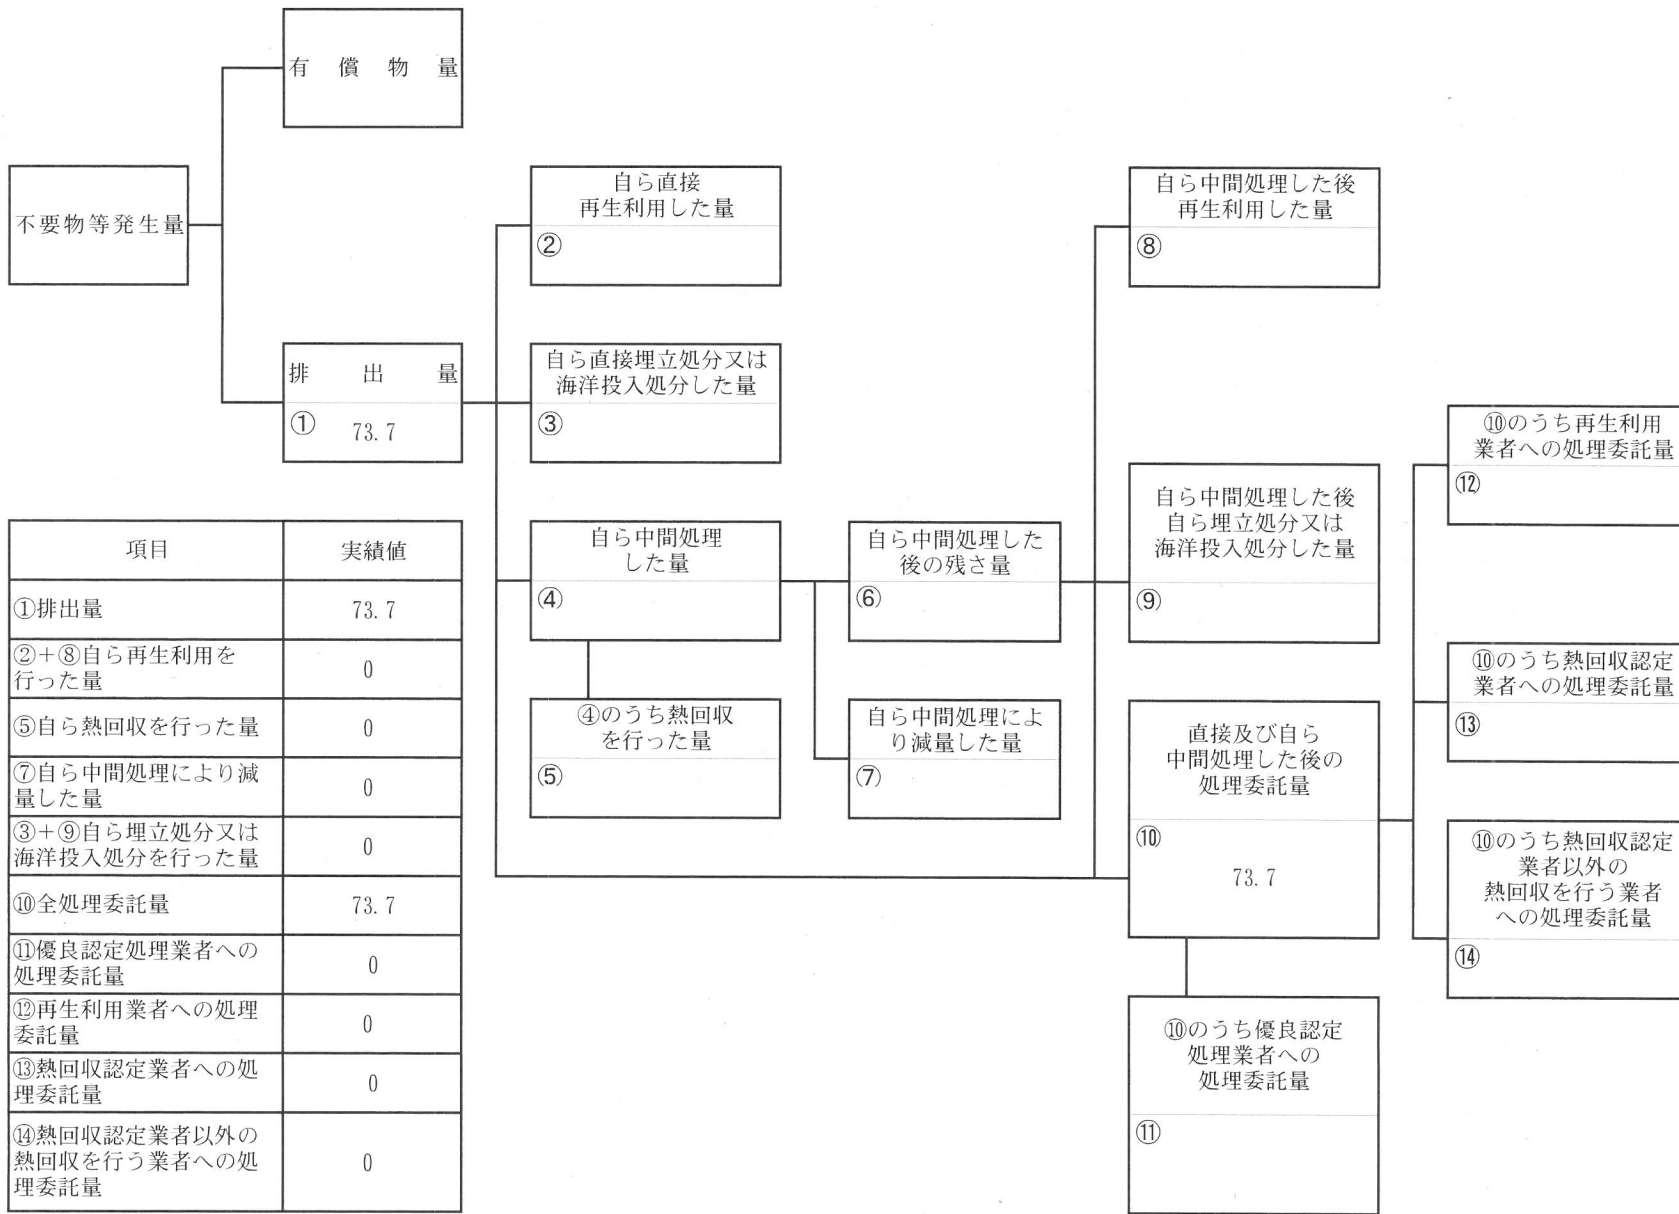 有償物量
不要物等発生量
排出量
① 73.7
自ら直接
再生利用した量
②
自ら直接埋立処分又は
海洋投入処分した量
③
自ら中間処理
した量
④
④のうち熱回収
を行った量
⑤
自ら中間処理した
後の残さ量
⑥
自ら中間処理によ
り減量した量
⑦
自ら中間処理した後
再生利用した量
⑧
自ら中間処理した後
自ら埋立処分又は
海洋投入処分した量
⑨
直接及び自ら
中間処理した後の
処理委託量
⑩
73.7
⑩のうち優良認定
処理業者への
処理委託量
⑪
⑩のうち再生利用
業者への処理委託量
⑫
⑩のうち熱回収認定
業者への処理委託量
⑬
⑩のうち熱回収認定
業者以外の
熱回収を行う業者
への処理委託量
⑭
項目 実績値
①排出量 73.7
②+⑧自ら再生利用を
行った量 0
⑤自ら熱回収を行った量 0
⑦自ら中間処理により減
量した量 0
③+⑨自ら埋立処分又は
海洋投入処分を行った量 0
⑩全処理委託量 73.7
⑪優良認定処理業者への
処理委託量 0
⑫再生利用業者への処理
委託量 0
⑬熱回収認定業者への処
理委託量 0
⑭熱回収認定業者以外の
熱回収を行う業者への処
理委託量 0